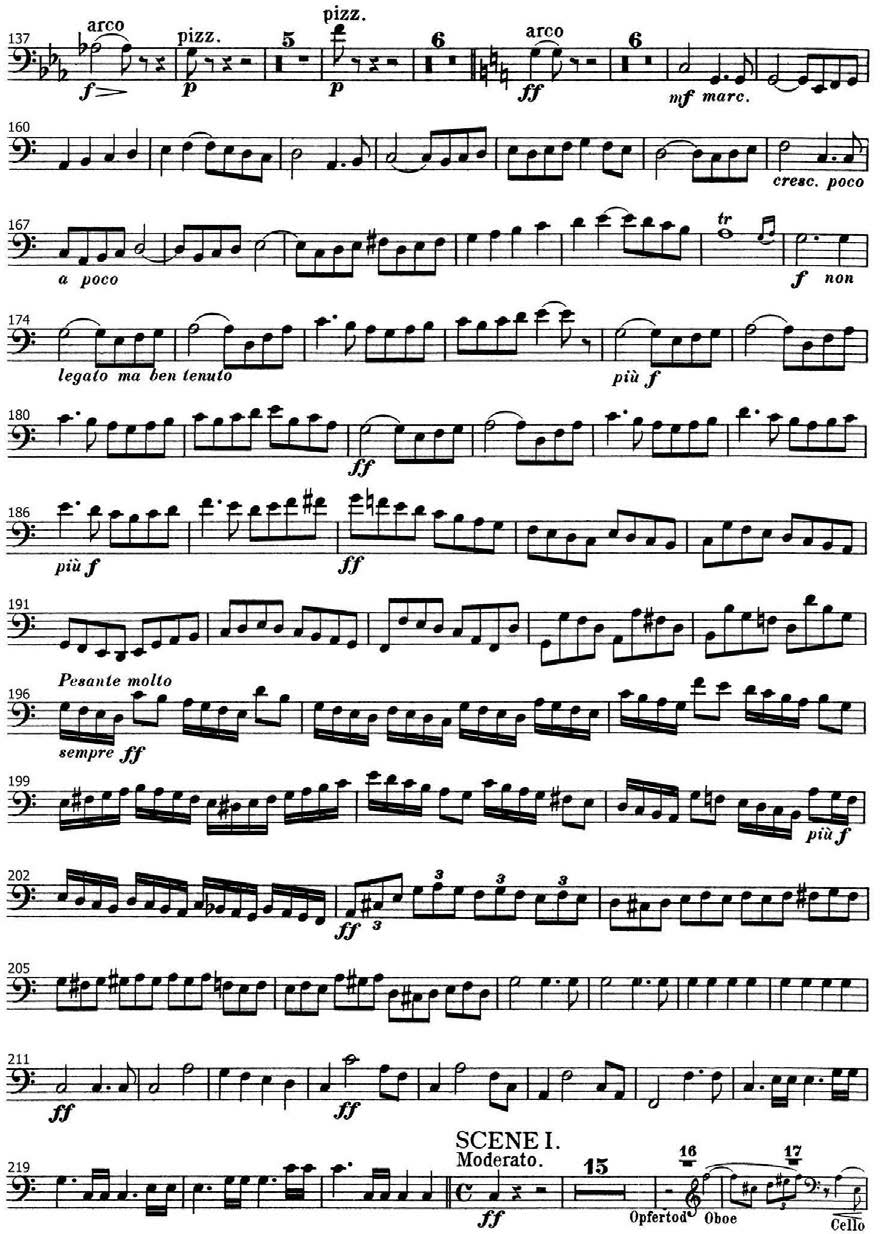 pizz.
arco pizz. arco
137 5 6 6
f p p ff mf marc.
160
cresc. poco
167 tr
a poco f non
174
legato ma ben tenuto più f
180
ff
186
più f ff
191
Pesante molto
196
sempre ff
199
più f
202 3 3 3
ff 3
205
211
ff ff
SCENE I.
Moderato.
219 15 16 17
ff 3
Opfertod Oboe Cello